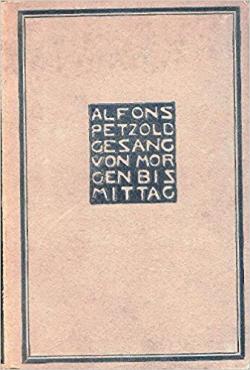 ALFONS
PETZOLD
GESANG
VON MOR
GEN BIS
MITTAG